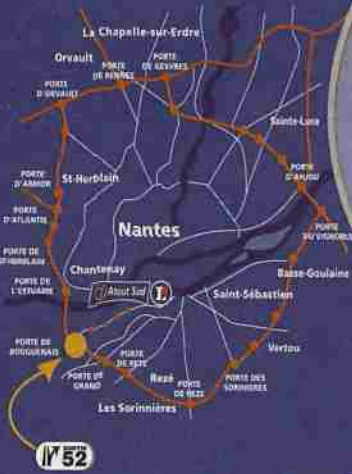 La Chapelle-sur-Erdre
Orvault
PORTE
DE RENNES
PORTE
DE GESVRES
PORTE
D'ORVAULT
Sainte-Luce
PORTE
D'ARMOR
St-Herblain
PORTE
D'ANJOU
PORTE
D'ATLANTIS
PORTE
DU VIGNOBLE
Nantes
PORTE DE
ST-HERBLAIN
Basse-Goulaine
Chantenay
PORTE DE
L'ESTUAIRE
Atout Sud
L
Saint-Sébastien
PORTE DE
BOUGUENAIS
Vertou
PORTE
DE REZE
PORTE DE
GRAND
Rezé
PORTE
DE REZE
PORTE DES
SORINIERES
Les Sorinnières
SORTIE
N° 52